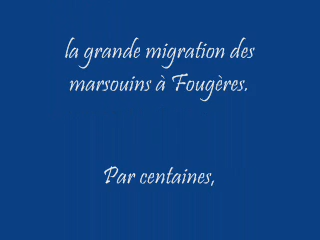 la grande migration des
marsouins à Fougères.
Par centaines,